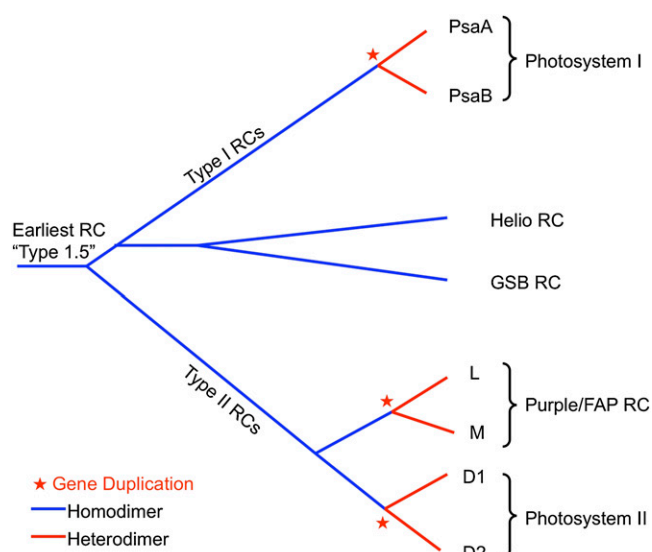 PsaA
Photosystem I
PsaB
Type I RCs
Earliest RC
“Type 1.5”
Helio RC
GSB RC
Type II RCs
L
Purple/FAP RC
M
D1
Photosystem II
D2
Gene Duplication
Homodimer
Heterodimer